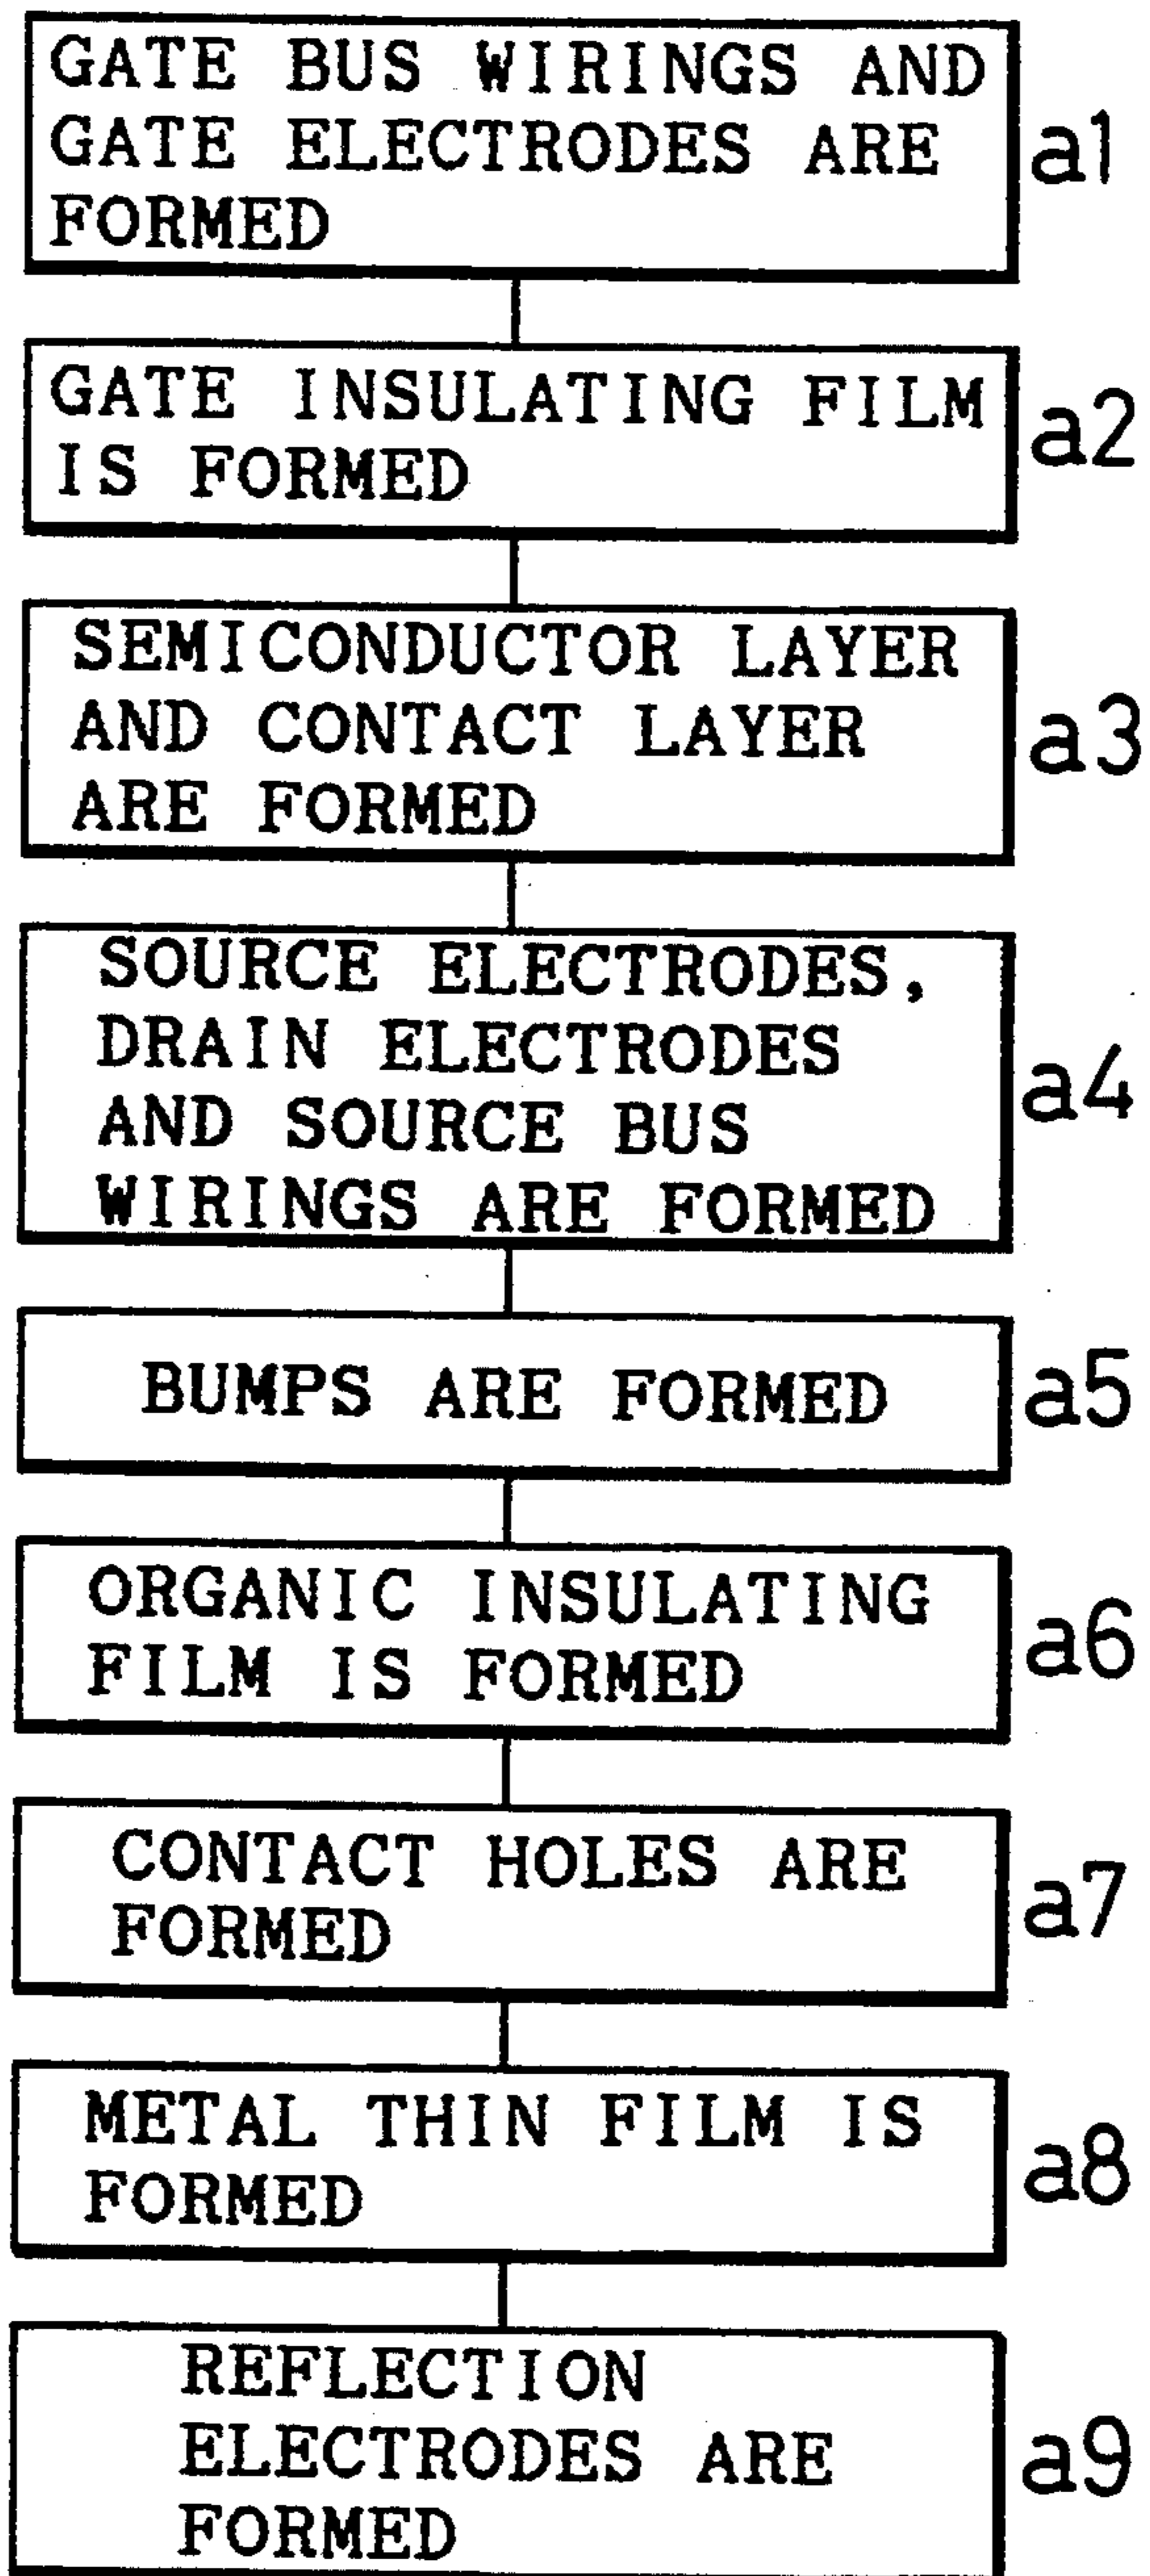 GATE BUS WIRINGS AND
GATE ELECTRODES ARE
FORMED
a1
GATE INSULATING FILM
IS FORMED
a2
SEMICONDUCTOR LAYER
AND CONTACT LAYER
ARE FORMED
a3
SOURCE ELECTRODES,
DRAIN ELECTRODES
AND SOURCE BUS
WIRINGS ARE FORMED
a4
BUMPS ARE FORMED
a5
ORGANIC INSULATING
FILM IS FORMED
a6
CONTACT HOLES ARE
FORMED
a7
METAL THIN FILM IS
FORMED
a8
REFLECTION
ELECTRODES ARE
FORMED
a9